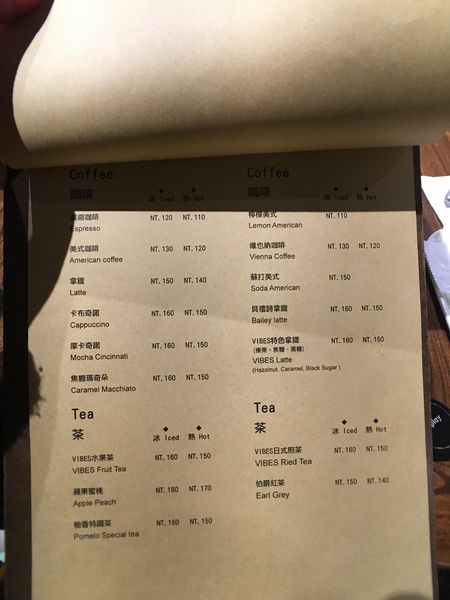 Coffee
咖啡
冰 Iced 熱 Hot
濃縮咖啡 NT. 120 NT. 110
Espresso
美式咖啡 NT. 130 NT. 120
American coffee
拿鐵 NT. 150 NT. 140
Latte
卡布奇諾 NT. 160 NT. 150
Cappuccino
摩卡奇諾 NT. 160 NT. 150
Mocha Cincinnati
焦糖瑪奇朵 NT. 160 NT. 150
Caramel Macchiato
Tea
茶
冰 Iced 熱 Hot
VIBES水果茶 NT. 160 NT. 150
VIBES Fruit Tea
蘋果蜜桃 NT. 180 NT. 170
Apple Peach
柚香特調茶 NT. 160 NT. 150
Pomelo Special tea
Coffee
咖啡
冰 Iced 熱 Hot
檸檬美式 NT. 110
Lemon American
維也納咖啡 NT. 130 NT. 120
Vienna Coffee
蘇打美式 NT. 150
Soda American
貝禮詩拿鐵 NT. 160 NT. 150
Bailey latte
VIBES特色拿鐵 NT. 160 NT. 150
(榛果、焦糖、黑糖)
VIBES Latte
(Hazelnut, Caramel, Black Sugar)
Tea
茶
冰 Iced 熱 Hot
VIBES日式煎茶 NT. 160 NT. 150
VIBES Ried Tea
伯爵紅茶 NT. 150 NT. 140
Earl Grey